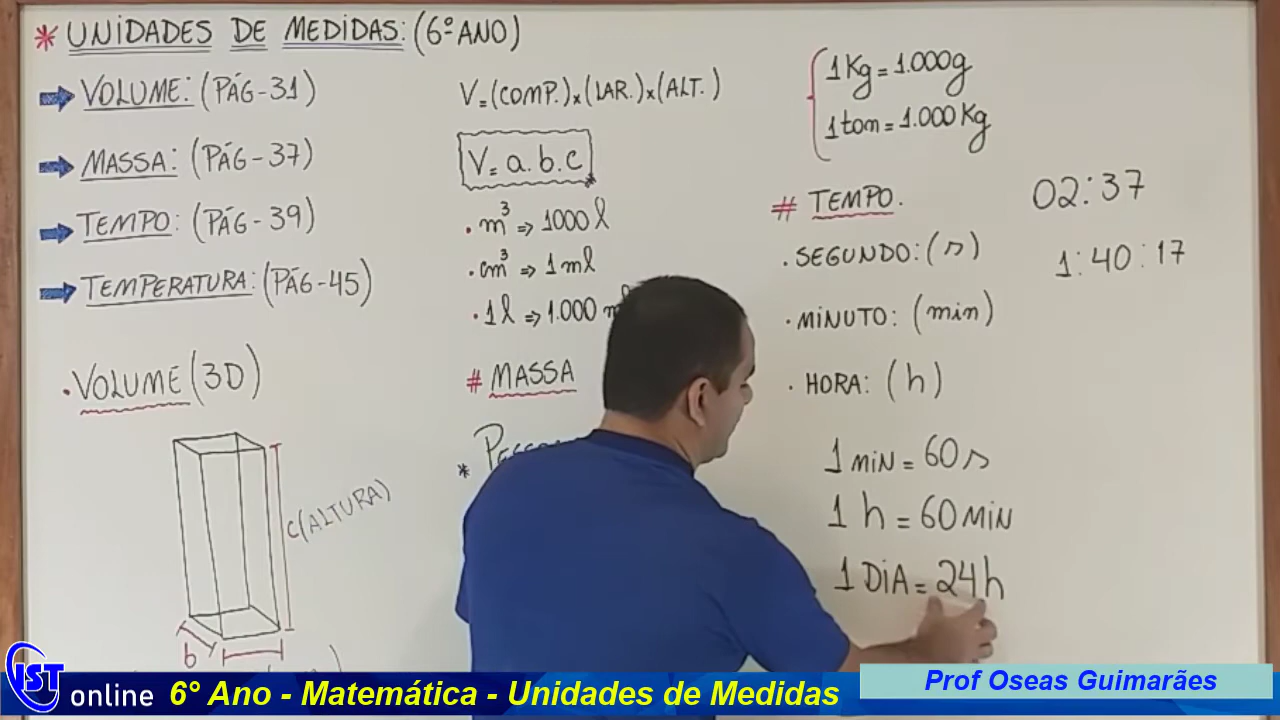 * UNIDADES DE MEDIDAS: (6º ANO)
VOLUME: (PÁG-31)
MASSA: (PÁG-37)
TEMPO: (PÁG-39)
TEMPERATURA: (PÁG-45)
• VOLUME (3D)
C (ALTURA)
b
V = (COMP.) x (LAR.) x (ALT.)
V = a.b.c
• m³ => 1000 l
• cm³ => 1 ml
• 1 l => 1.000 m
# MASSA
*
1 Kg = 1.000g
1 ton = 1.000 Kg
# TEMPO.
• SEGUNDO: (s)
• MINUTO: (min)
• HORA: (h)
1 MIN = 60 s
1 h = 60 MIN
1 DIA = 24 h
02:37
1:40:17
IST online
6° Ano - Matemática - Unidades de Medidas
Prof Oseas Guimarães